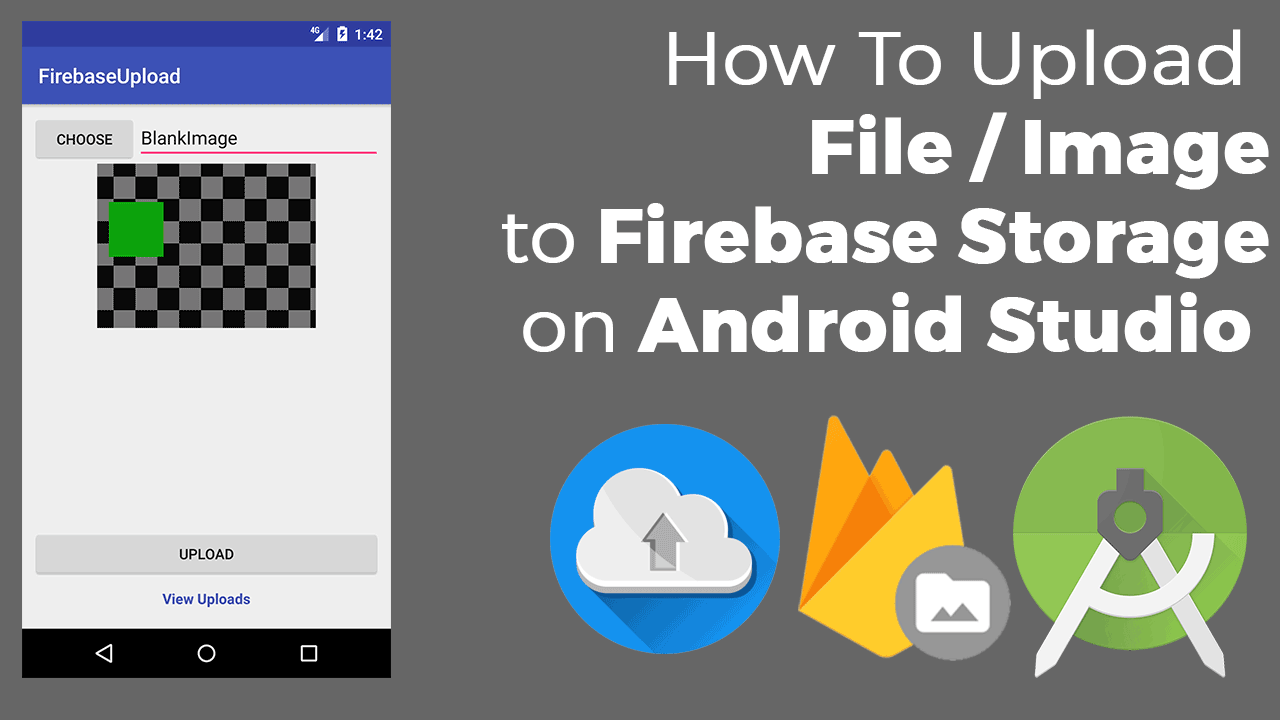 4G 1:42
FirebaseUpload
CHOOSE BlankImage
UPLOAD
View Uploads
How To Upload
File / Image
to Firebase Storage
on Android Studio